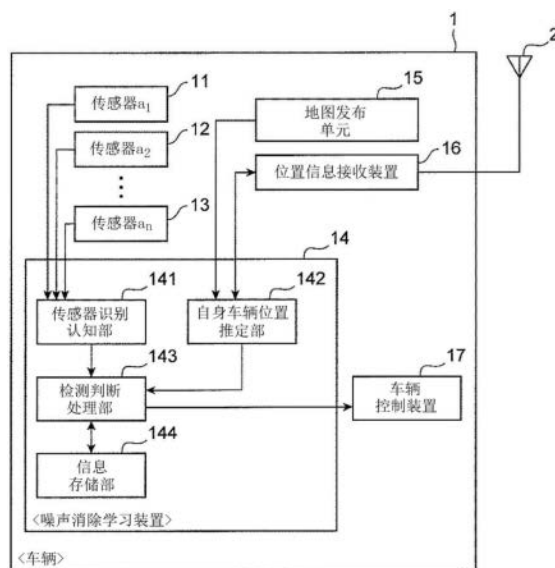 1
2
11
传感器a1
12
传感器a2
13
传感器an
15
地图发布
单元
16
位置信息接收装置
14
141
传感器识别
认知部
142
自身车辆位置
推定部
143
检测判断
处理部
17
车辆
控制装置
144
信息
存储部
<噪声消除学习装置>
<车辆>